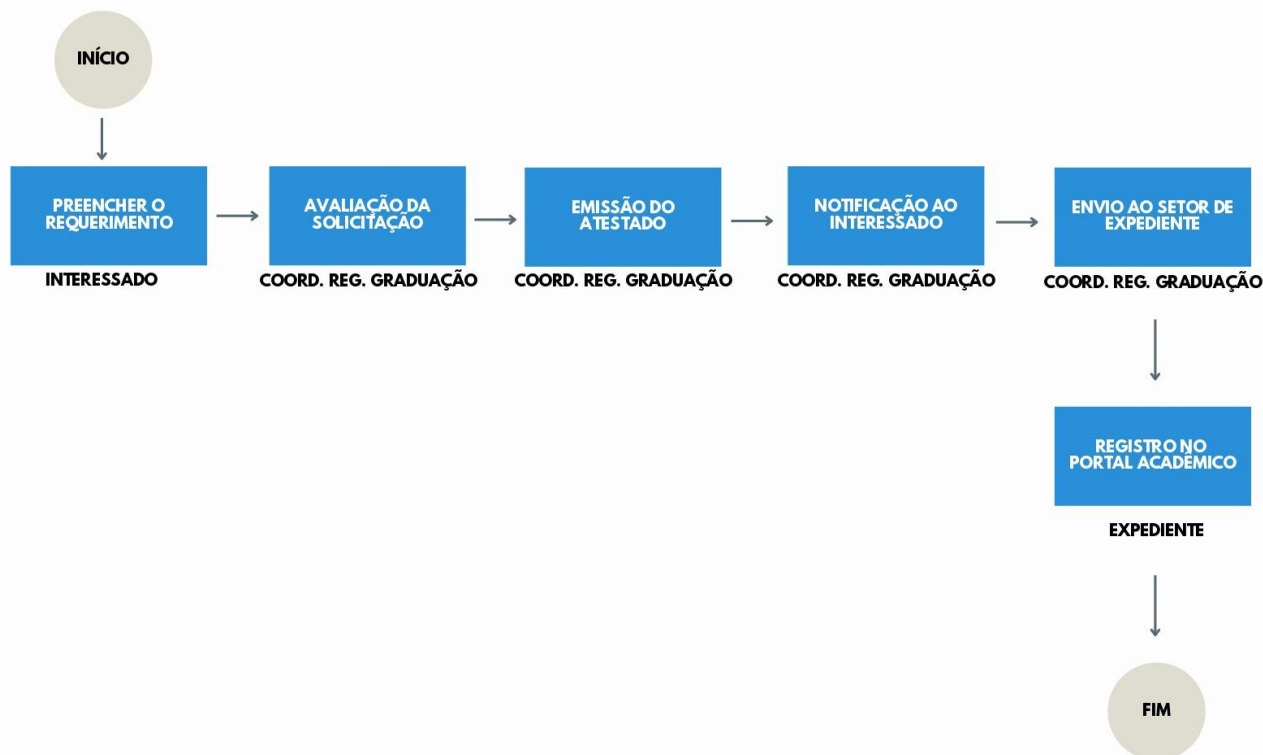 INÍCIO
PREENCHER O
REQUERIMENTO
INTERESSADO
AVALIAÇÃO DA
SOLICITAÇÃO
COORD. REG. GRADUAÇÃO
EMISSÃO DO
ATESTADO
COORD. REG. GRADUAÇÃO
NOTIFICAÇÃO AO
INTERESSADO
COORD. REG. GRADUAÇÃO
ENVIO AO SETOR DE
EXPEDIENTE
COORD. REG. GRADUAÇÃO
REGISTRO NO
PORTAL ACADÊMICO
EXPEDIENTE
FIM